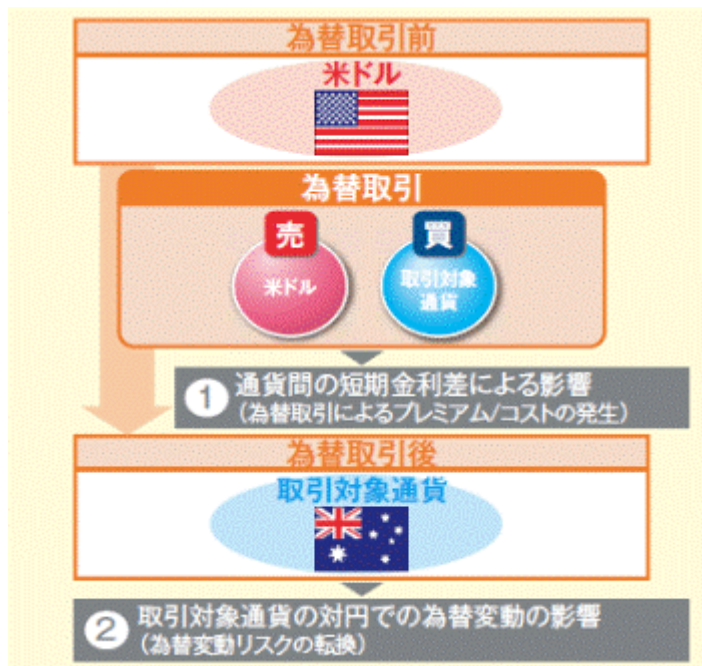 為替取引前
米ドル
為替取引
売
買
米ドル
取引対象
通貨
1 通貨間の短期金利差による影響
(為替取引によるプレミアム/コストの発生)
為替取引後
取引対象通貨
2 取引対象通貨の対円での為替変動の影響
(為替変動リスクの転換)